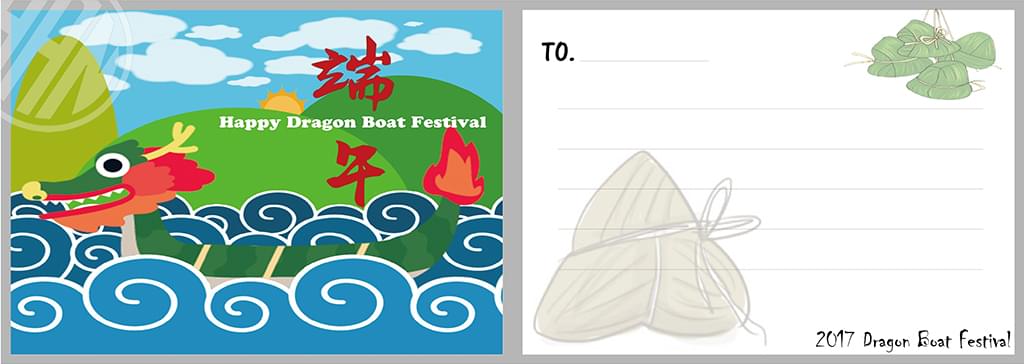 端
Happy Dragon Boat Festival
午
TO.
2017 Dragon Boat Festival